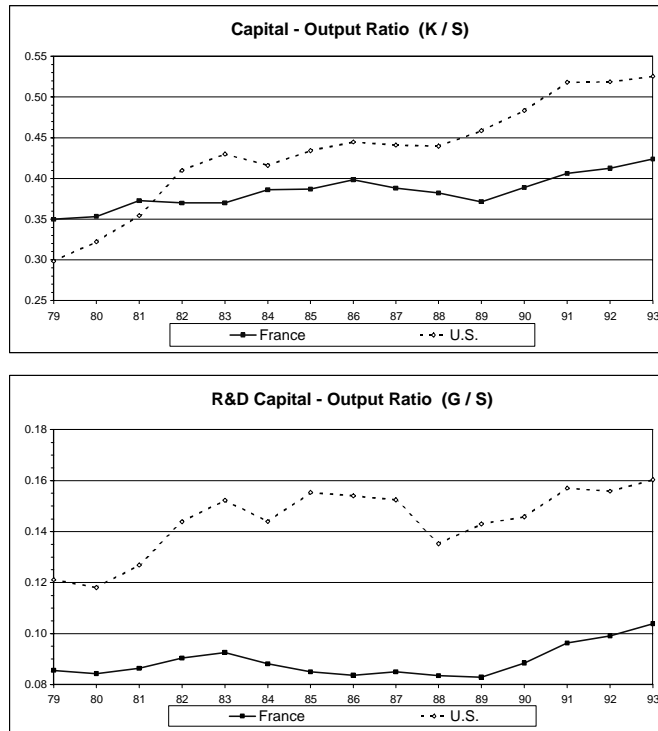 Capital - Output Ratio (K / S)
0.55
0.50
0.45
0.40
0.35
0.30
0.25
79 80 81 82 83 84 85 86 87 88 89 90 91 92 93
France U.S.
R&D Capital - Output Ratio (G / S)
0.18
0.16
0.14
0.12
0.10
0.08
79 80 81 82 83 84 85 86 87 88 89 90 91 92 93
France U.S.